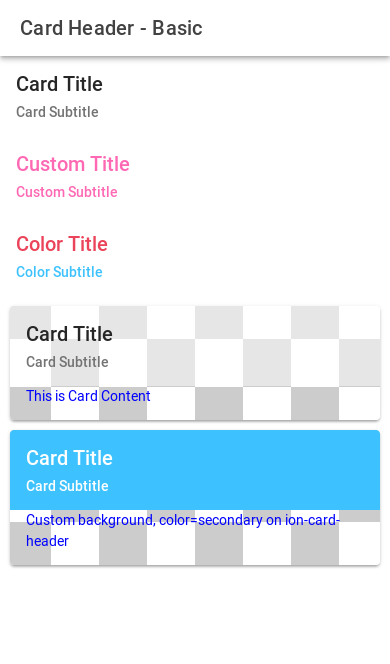 Card Header - Basic
Card Title
Card Subtitle
Custom Title
Custom Subtitle
Color Title
Color Subtitle
Card Title
Card Subtitle
This is Card Content
Card Title
Card Subtitle
Custom background, color=secondary on ion-card-
header